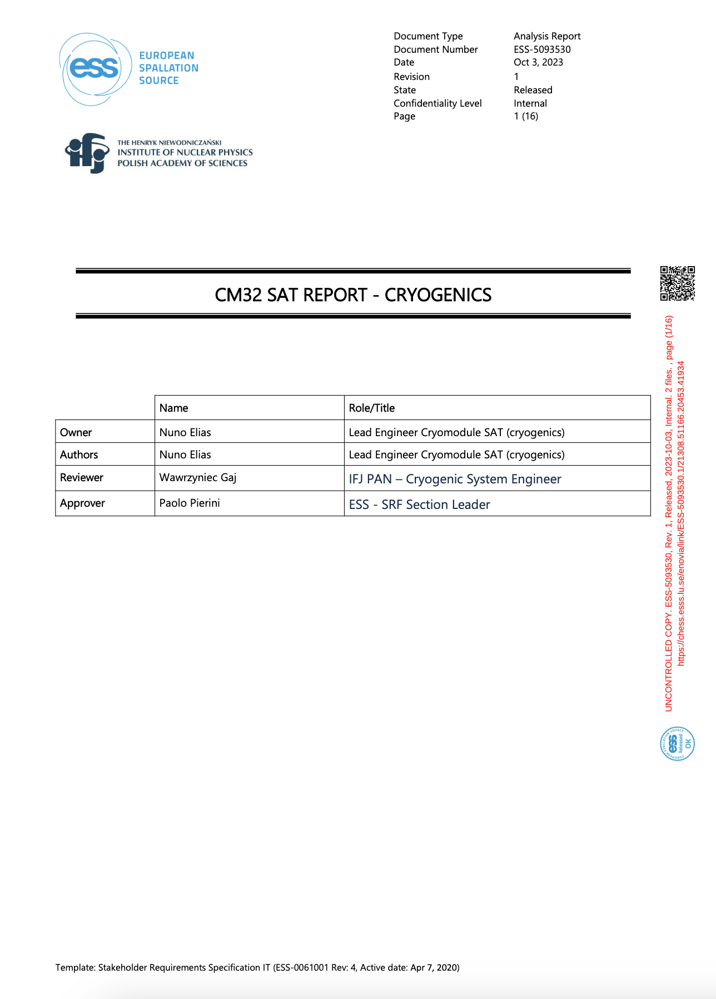 ess
EUROPEAN
SPALLATION
SOURCE
Document Type Analysis Report
Document Number ESS-5093530
Date Oct 3, 2023
Revision 1
State Released
Confidentiality Level Internal
Page 1 (16)
ifj
THE HENRYK NIEWODNICZAŃSKI
INSTITUTE OF NUCLEAR PHYSICS
POLISH ACADEMY OF SCIENCES
CM32 SAT REPORT - CRYOGENICS
Name Role/Title
Owner Nuno Elias Lead Engineer Cryomodule SAT (cryogenics)
Authors Nuno Elias Lead Engineer Cryomodule SAT (cryogenics)
Reviewer Wawrzyniec Gaj IFJ PAN – Cryogenic System Engineer
Approver Paolo Pierini ESS - SRF Section Leader
UNCONTROLLED COPY. ESS-5093530, Rev. 1, Released, 2023-10-03, Internal. 2 files. , page (1/16)
https://chess.esss.lu.se/enovia/link/ESS-5093530.1/21308.51166.20453.41934
EUROPEAN SPALLATION SOURCE
ess
Released
OK
Template: Stakeholder Requirements Specification IT (ESS-0061001 Rev: 4, Active date: Apr 7, 2020)